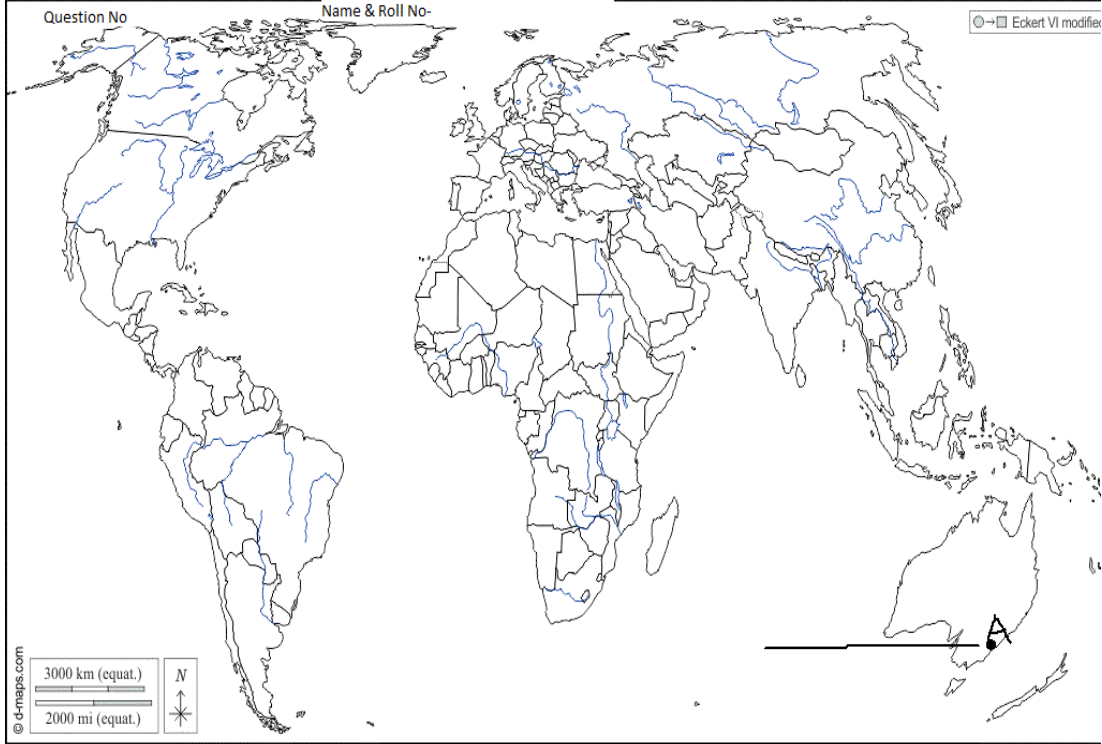 Question No
Name & Roll No-
Eckert VI modified
A
3000 km (equat.)
2000 mi (equat.)
N
© d-maps.com